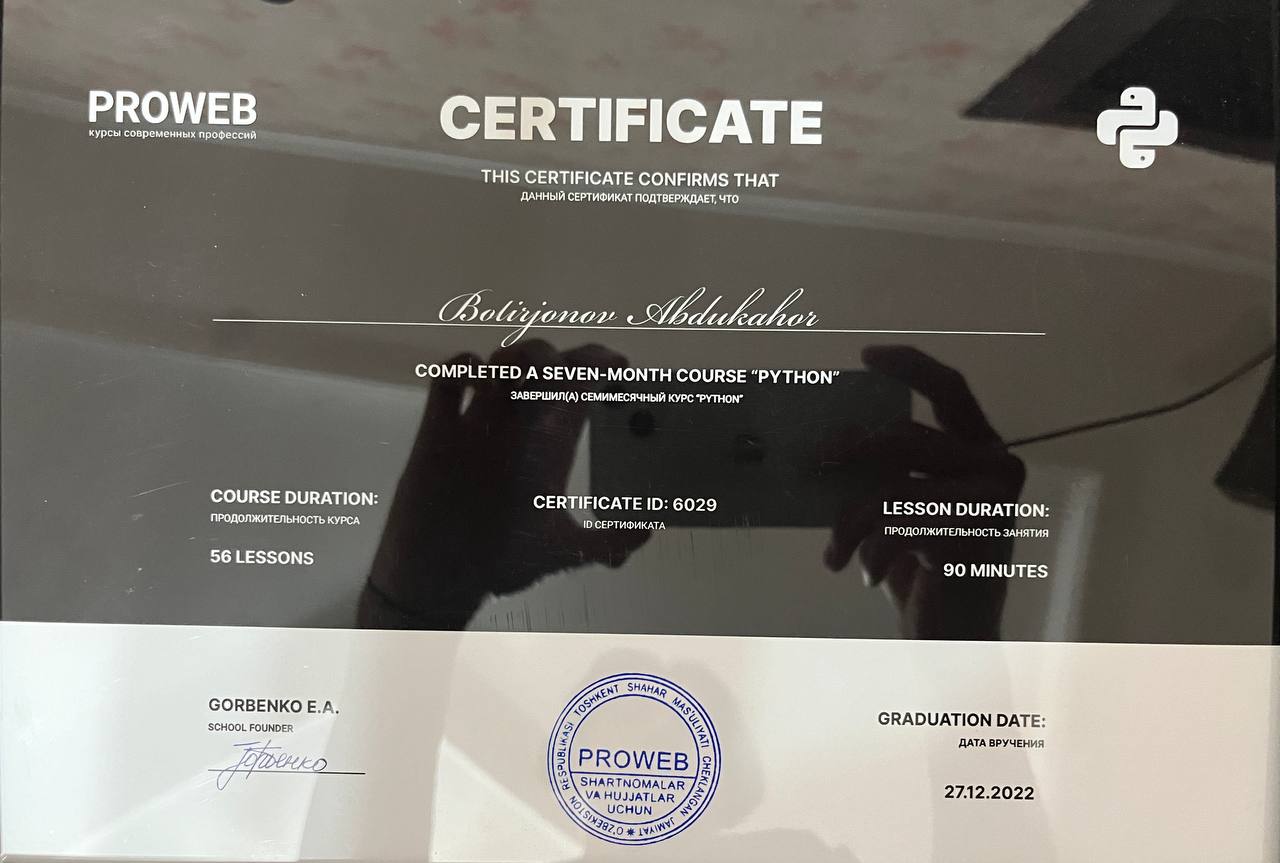 PROWEB
курсы современных профессий
CERTIFICATE
THIS CERTIFICATE CONFIRMS THAT
ДАННЫЙ СЕРТИФИКАТ ПОДТВЕРЖДАЕТ, ЧТО
Botirjonov Abdukahor
COMPLETED A SEVEN-MONTH COURSE “PYTHON”
ЗАВЕРШИЛ(А) СЕМИМЕСЯЧНЫЙ КУРС “PYTHON”
COURSE DURATION:
ПРОДОЛЖИТЕЛЬНОСТЬ КУРСА
56 LESSONS
CERTIFICATE ID: 6029
ID СЕРТИФИКАТА
LESSON DURATION:
ПРОДОЛЖИТЕЛЬНОСТЬ ЗАНЯТИЯ
90 MINUTES
GORBENKO E.A.
SCHOOL FOUNDER
Горбенко
O'ZBEKISTON RESPUBLIKASI TOSHKENT SHAHAR MAS'ULIYATI CHEKLANGAN JAMIYAT
PROWEB
SHARTNOMALAR
VA HUJJATLAR
UCHUN
GRADUATION DATE:
ДАТА ВРУЧЕНИЯ
27.12.2022